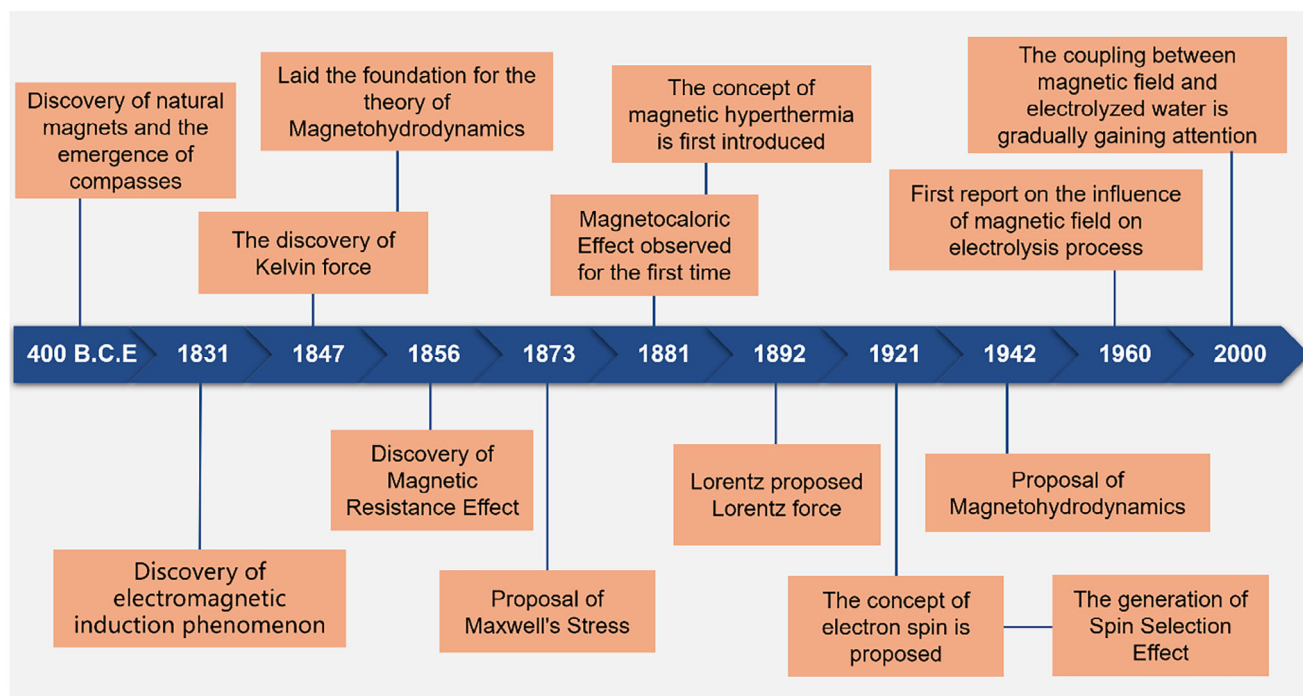 Discovery of natural
magnets and the
emergence of
compasses
Laid the foundation for the
theory of
Magnetohydrodynamics
The discovery of
Kelvin force
The concept of
magnetic hyperthermia
is first introduced
Magnetocaloric
Effect observed
for the first time
The coupling between
magnetic field and
electrolyzed water is
gradually gaining attention
First report on the influence
of magnetic field on
electrolysis process
400 B.C.E 1831 1847 1856 1873 1881 1892 1921 1942 1960 2000
Discovery of
electromagnetic
induction phenomenon
Discovery of
Magnetic
Resistance Effect
Proposal of
Maxwell's Stress
Lorentz proposed
Lorentz force
The concept of
electron spin is
proposed
Proposal of
Magnetohydrodynamics
The generation of
Spin Selection
Effect